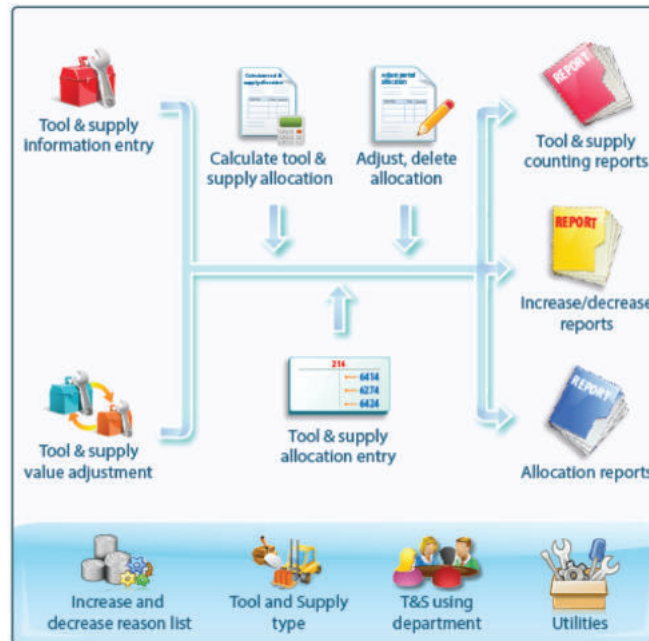 Tool & supply
information entry
Calculate tool &
supply allocation
Adjust, delete
allocation
REPORT
Tool & supply
counting reports
REPORT
Increase/decrease
reports
214
6414
6274
6424
Tool & supply
value adjustment
Tool & supply
allocation entry
REPORT
Allocation reports
Increase and
decrease reason list
Tool and Supply
type
T&S using
department
Utilities